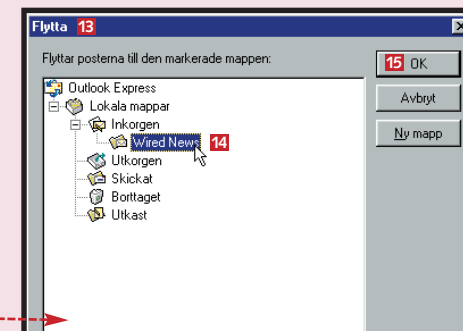 Flytta 13
Flyttar posterna till den markerade mappen:
15 OK
Avbryt
Ny mapp
Outlook Express
Lokala mappar
Inkorgen
Wired News 14
Utkorgen
Skickat
Borttaget
Utkast